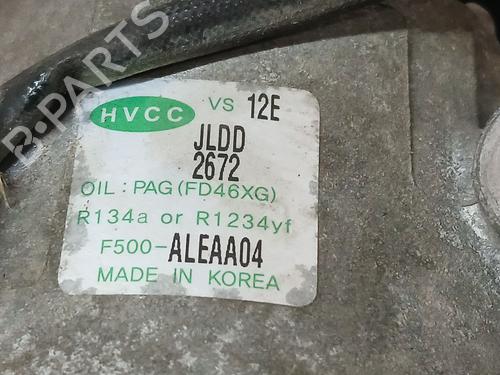 B-PARTS
HVCC VS 12E
JLDD
2672
OIL : PAG (FD46XG)
R134a or R1234yf
F500-ALEAA04
MADE IN KOREA